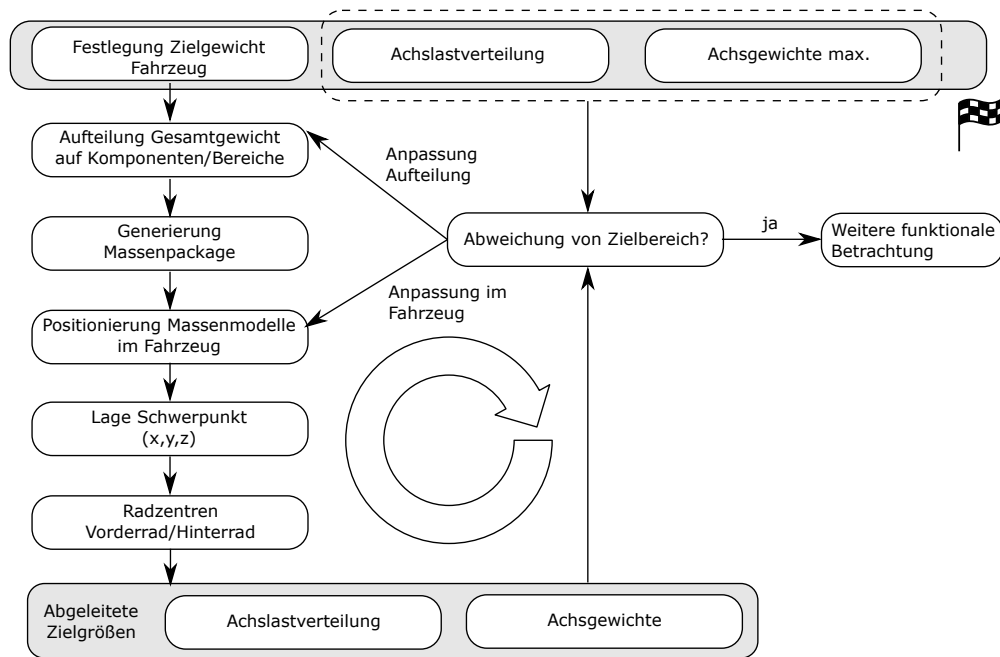 Festlegung Zielgewicht
Fahrzeug
Achslastverteilung
Achsgewichte max.
Aufteilung Gesamtgewicht
auf Komponenten/Bereiche
Anpassung
Aufteilung
Generierung
Massenpackage
Abweichung von Zielbereich?
ja
Weitere funktionale
Betrachtung
Anpassung im
Fahrzeug
Positionierung Massenmodelle
im Fahrzeug
Lage Schwerpunkt
(x,y,z)
Radzentren
Vorderrad/Hinterrad
Abgeleitete
Zielgrößen
Achslastverteilung
Achsgewichte